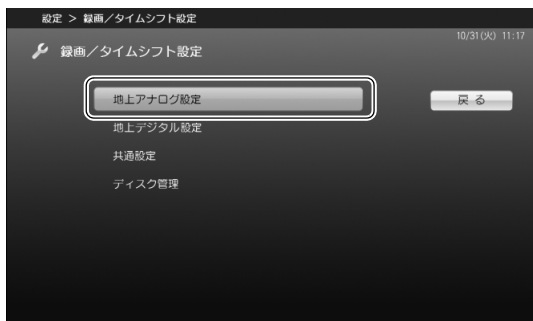 設定 > 録画／タイムシフト設定
10/31(火) 11:17
録画／タイムシフト設定
地上アナログ設定
戻る
地上デジタル設定
共通設定
ディスク管理